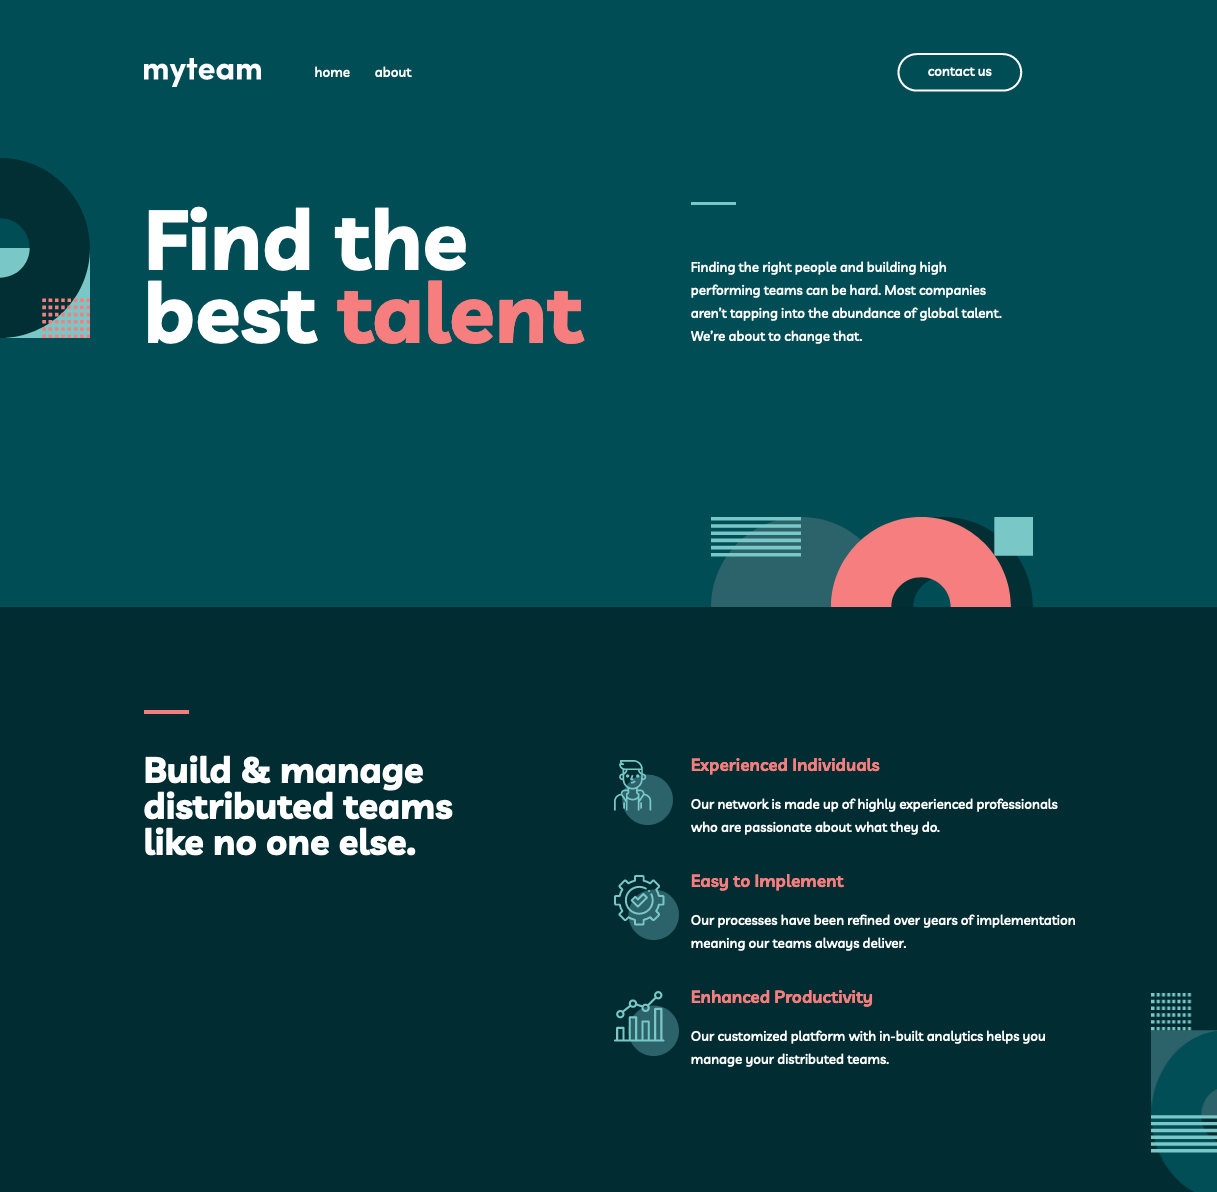 myteam
home
about
contact us
Find the
best talent
Finding the right people and building high
performing teams can be hard. Most companies
aren't tapping into the abundance of global talent.
We're about to change that.
Build & manage
distributed teams
like no one else.
Experienced Individuals
Our network is made up of highly experienced professionals
who are passionate about what they do.
Easy to Implement
Our processes have been refined over years of implementation
meaning our teams always deliver.
Enhanced Productivity
Our customized platform with in-built analytics helps you
manage your distributed teams.